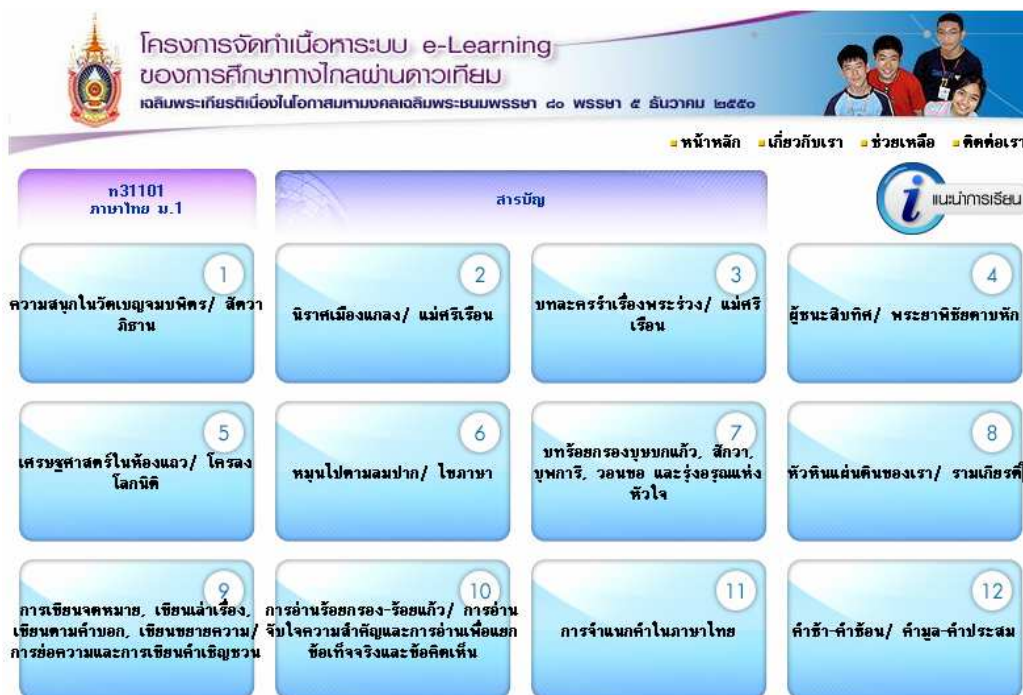 โครงการจัดทำเนื้อหาระบบ e-Learning
ของการศึกษาทางไกลผ่านดาวเทียม
เฉลิมพระเกียรติเนื่องในโอกาสมหามงคลเฉลิมพระชนมพรรษา ๘๐ พรรษา ๕ ธันวาคม ๒๕๕๐
หน้าหลัก เกี่ยวกับเรา ช่วยเหลือ ติดต่อเรา
ท31101
ภาษาไทย ม.1
สารบัญ
แนะนำการเรียน
1
ความสนุกในวัดเบญจมบพิตร/ สัตวา
ภิธาน
2
นิราศเมืองแกลง/ แม่ศรีเรือน
3
บทละครรำเรื่องพระร่วง/ แม่ศรี
เรือน
4
ผู้ชนะสิบทิศ/ พระยาพิชัยดาบหัก
5
เศรษฐศาสตร์ในห้องแถว/ โคลง
โลกนิติ
6
หมุนไปตามลมปาก/ ไขภาษา
7
บทร้อยกรองบุษบกแก้ว, สักวา,
บุพการี, วอนขอ และรุ่งอรุณแห่ง
หัวใจ
8
หัวหินแผ่นดินของเรา/ รามเกียรติ์
9
การเขียนจดหมาย, เขียนเล่าเรื่อง,
เขียนตามคำบอก, เขียนขยายความ/
การย่อความและการเขียนคำเชิญชวน
10
การอ่านร้อยกรอง-ร้อยแก้ว/ การอ่าน
จับใจความสำคัญและการอ่านเพื่อแยก
ข้อเท็จจริงและข้อคิดเห็น
11
การจำแนกคำในภาษาไทย
12
คำซ้ำ-คำซ้อน/ คำมูล-คำประสม